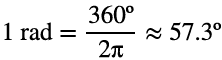 1 rad = 360º/2π ≈ 57.3º